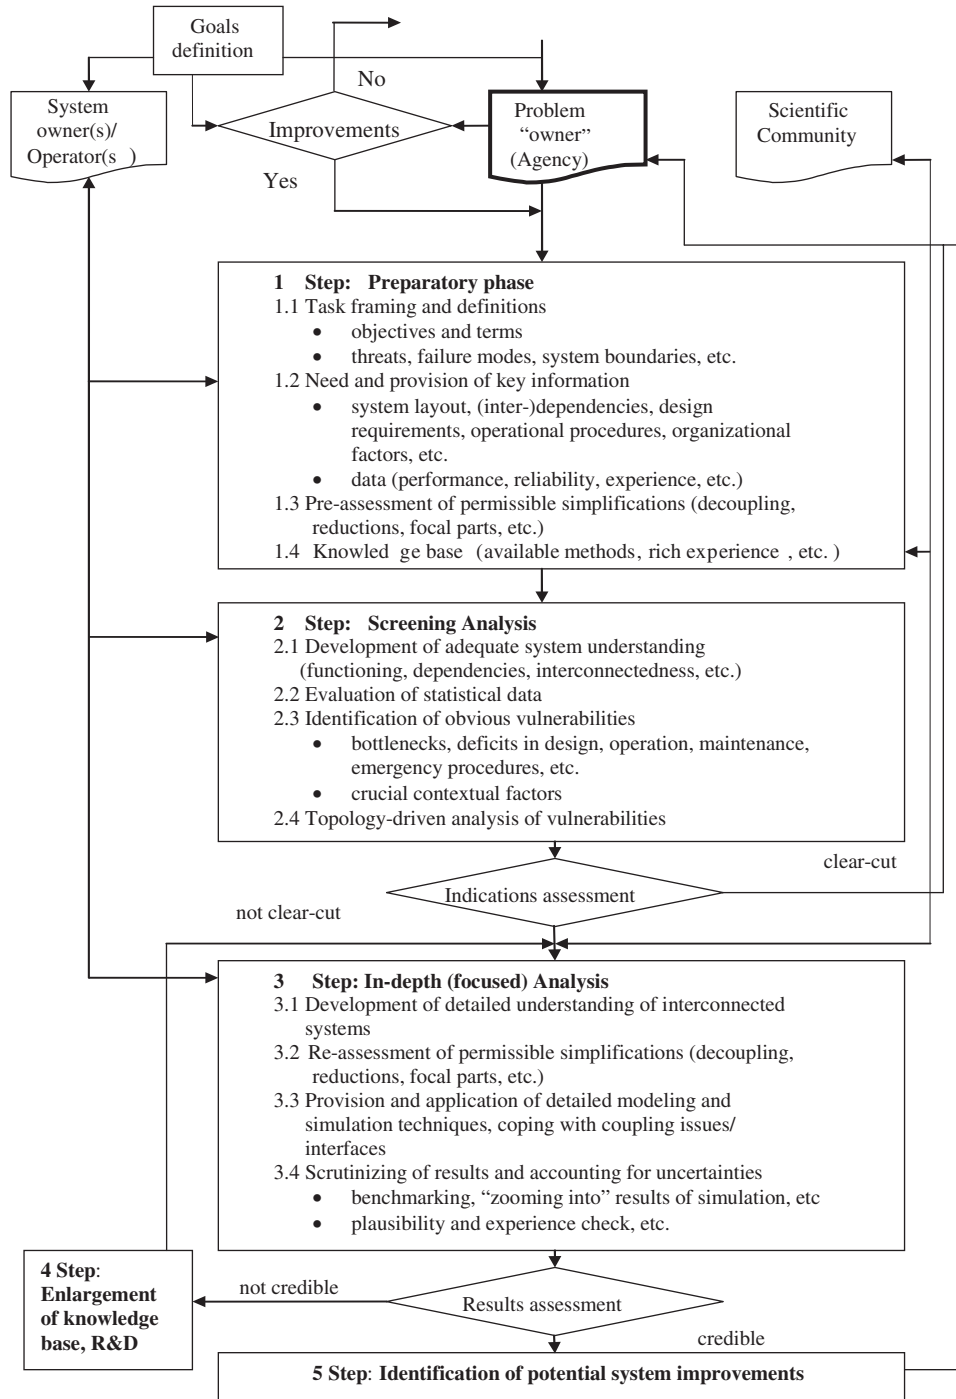 Goals
definition
No
System
owner(s)/
Operator(s )
Improvements
Problem
“owner”
(Agency)
Scientific
Community
Yes
1 Step: Preparatory phase
1.1 Task framing and definitions
• objectives and terms
• threats, failure modes, system boundaries, etc.
1.2 Need and provision of key information
• system layout, (inter-)dependencies, design
requirements, operational procedures, organizational
factors, etc.
• data (performance, reliability, experience, etc.)
1.3 Pre-assessment of permissible simplifications (decoupling,
reductions, focal parts, etc.)
1.4 Knowled ge base (available methods, rich experience , etc. )
2 Step: Screening Analysis
2.1 Development of adequate system understanding
(functioning, dependencies, interconnectedness, etc.)
2.2 Evaluation of statistical data
2.3 Identification of obvious vulnerabilities
• bottlenecks, deficits in design, operation, maintenance,
emergency procedures, etc.
• crucial contextual factors
2.4 Topology-driven analysis of vulnerabilities
clear-cut
Indications assessment
not clear-cut
3 Step: In-depth (focused) Analysis
3.1 Development of detailed understanding of interconnected
systems
3.2 Re-assessment of permissible simplifications (decoupling,
reductions, focal parts, etc.)
3.3 Provision and application of detailed modeling and
simulation techniques, coping with coupling issues/
interfaces
3.4 Scrutinizing of results and accounting for uncertainties
• benchmarking, “zooming into” results of simulation, etc
• plausibility and experience check, etc.
4 Step:
Enlargement
of knowledge
base, R&D
not credible
Results assessment
credible
5 Step: Identification of potential system improvements